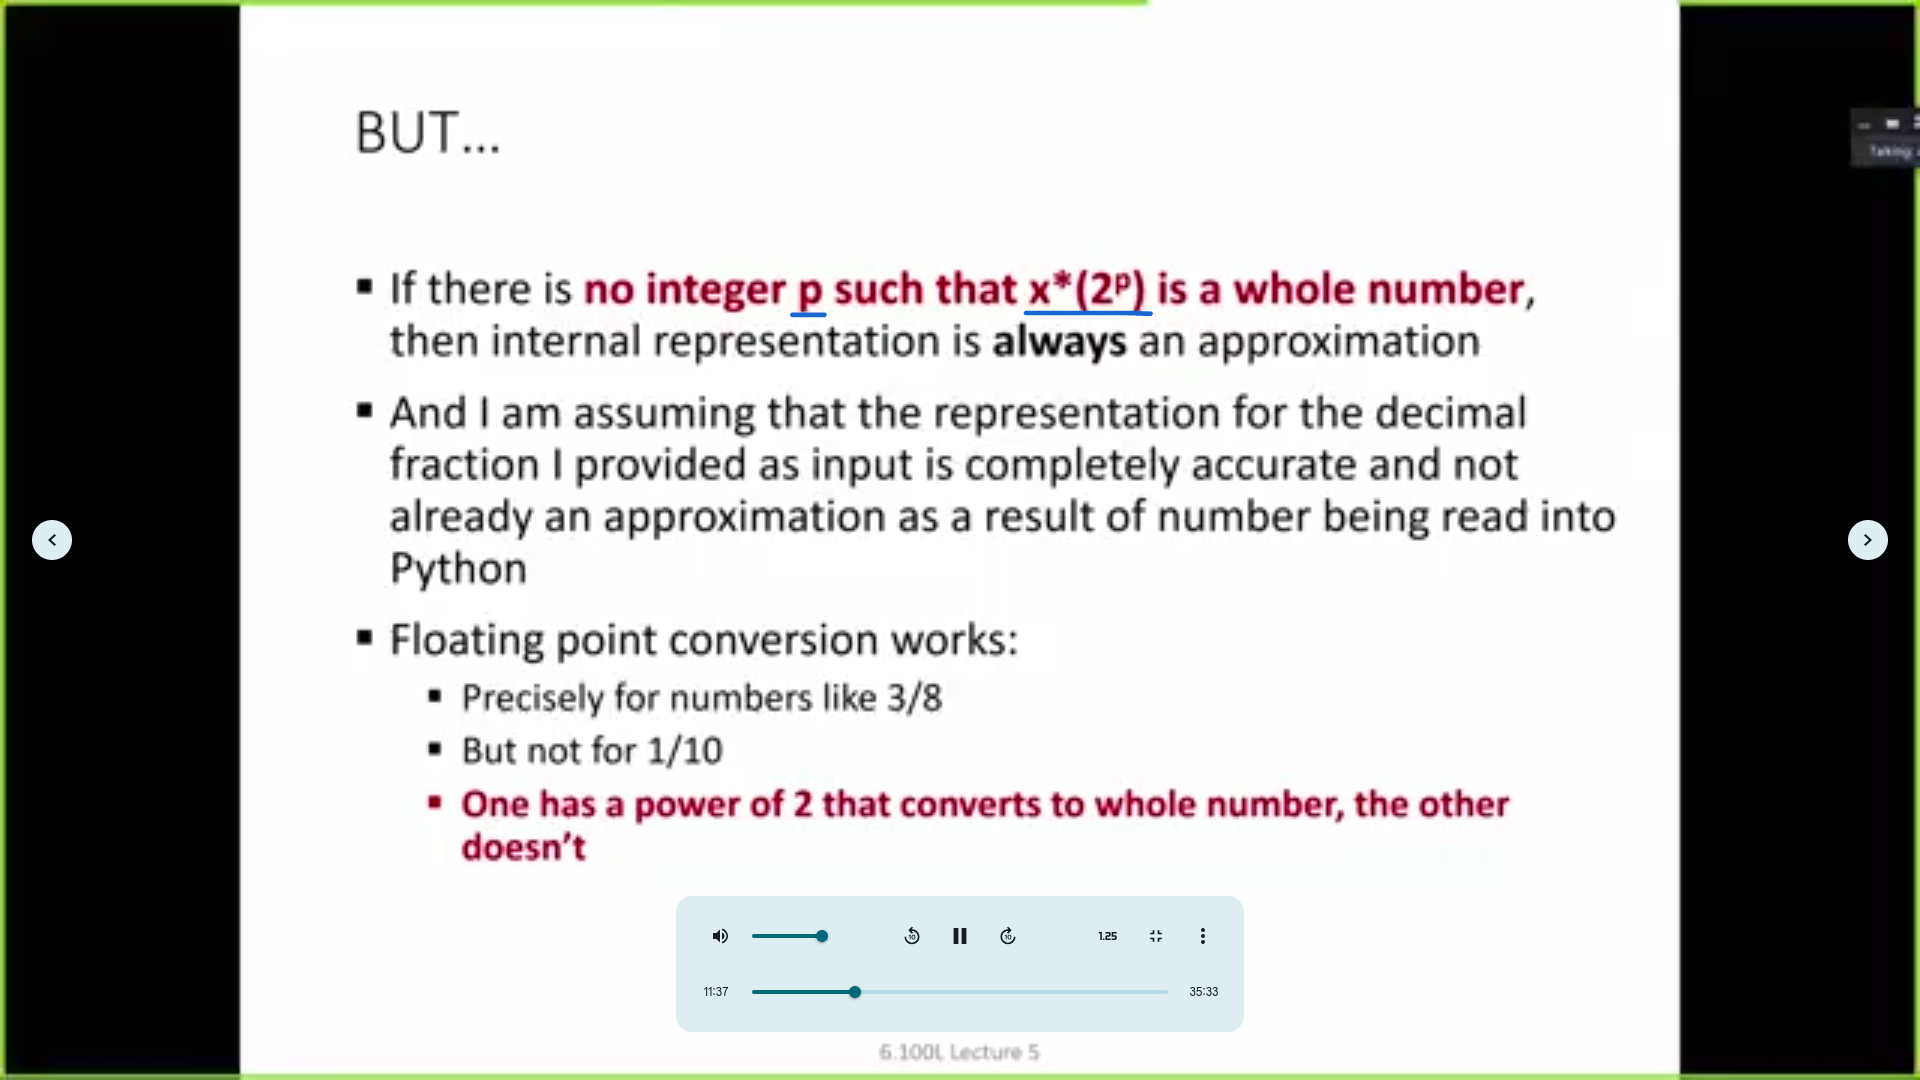 Talking:
BUT...
▪ If there is no integer p such that x*(2ᵖ) is a whole number,
then internal representation is always an approximation
▪ And I am assuming that the representation for the decimal
fraction I provided as input is completely accurate and not
already an approximation as a result of number being read into
Python
▪ Floating point conversion works:
▪ Precisely for numbers like 3/8
▪ But not for 1/10
▪ One has a power of 2 that converts to whole number, the other
doesn’t
10 10 1.25
11:37 35:33
6.100L Lecture 5